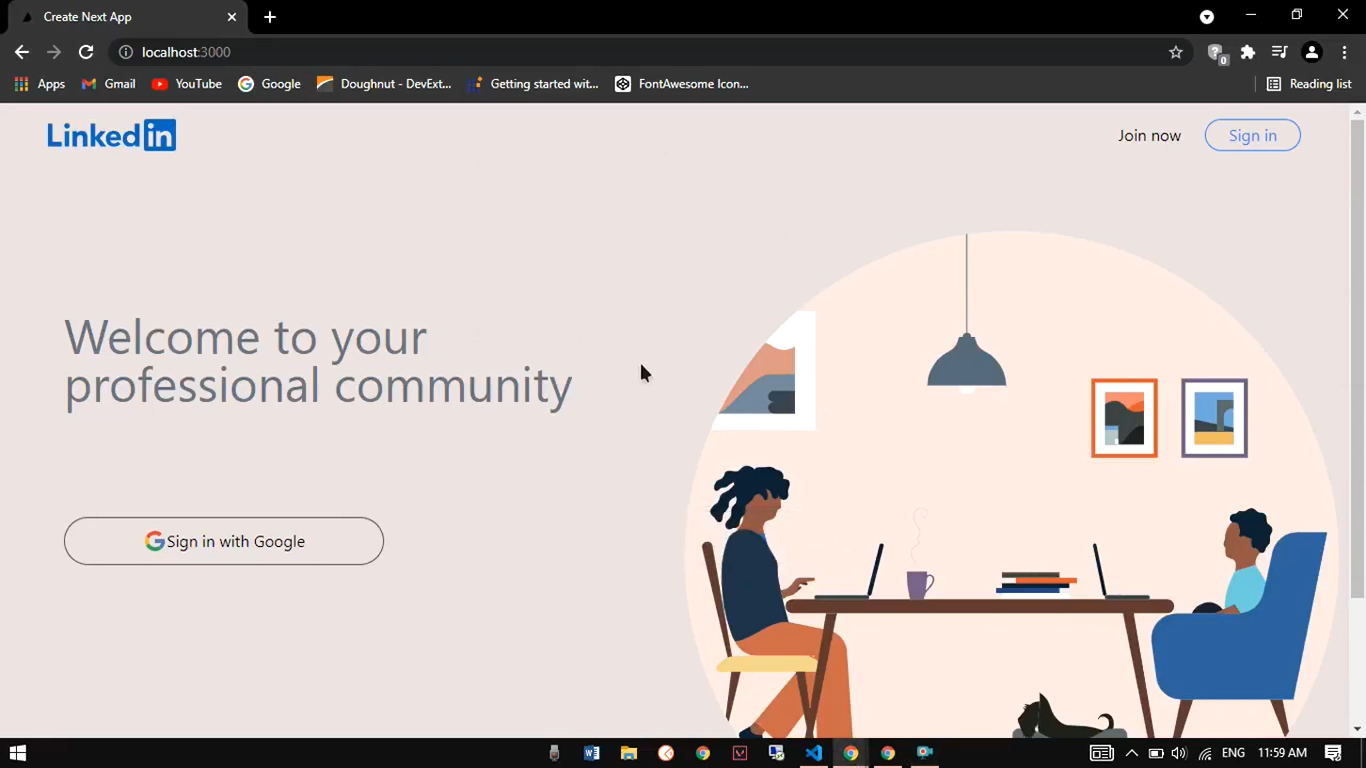 Create Next App
localhost:3000
0
Apps
Gmail
YouTube
Google
Doughnut - DevExt...
Getting started wit...
FontAwesome Icon...
Reading list
Linkedin
Join now
Sign in
Welcome to your
professional community
Sign in with Google
ENG
11:59 AM